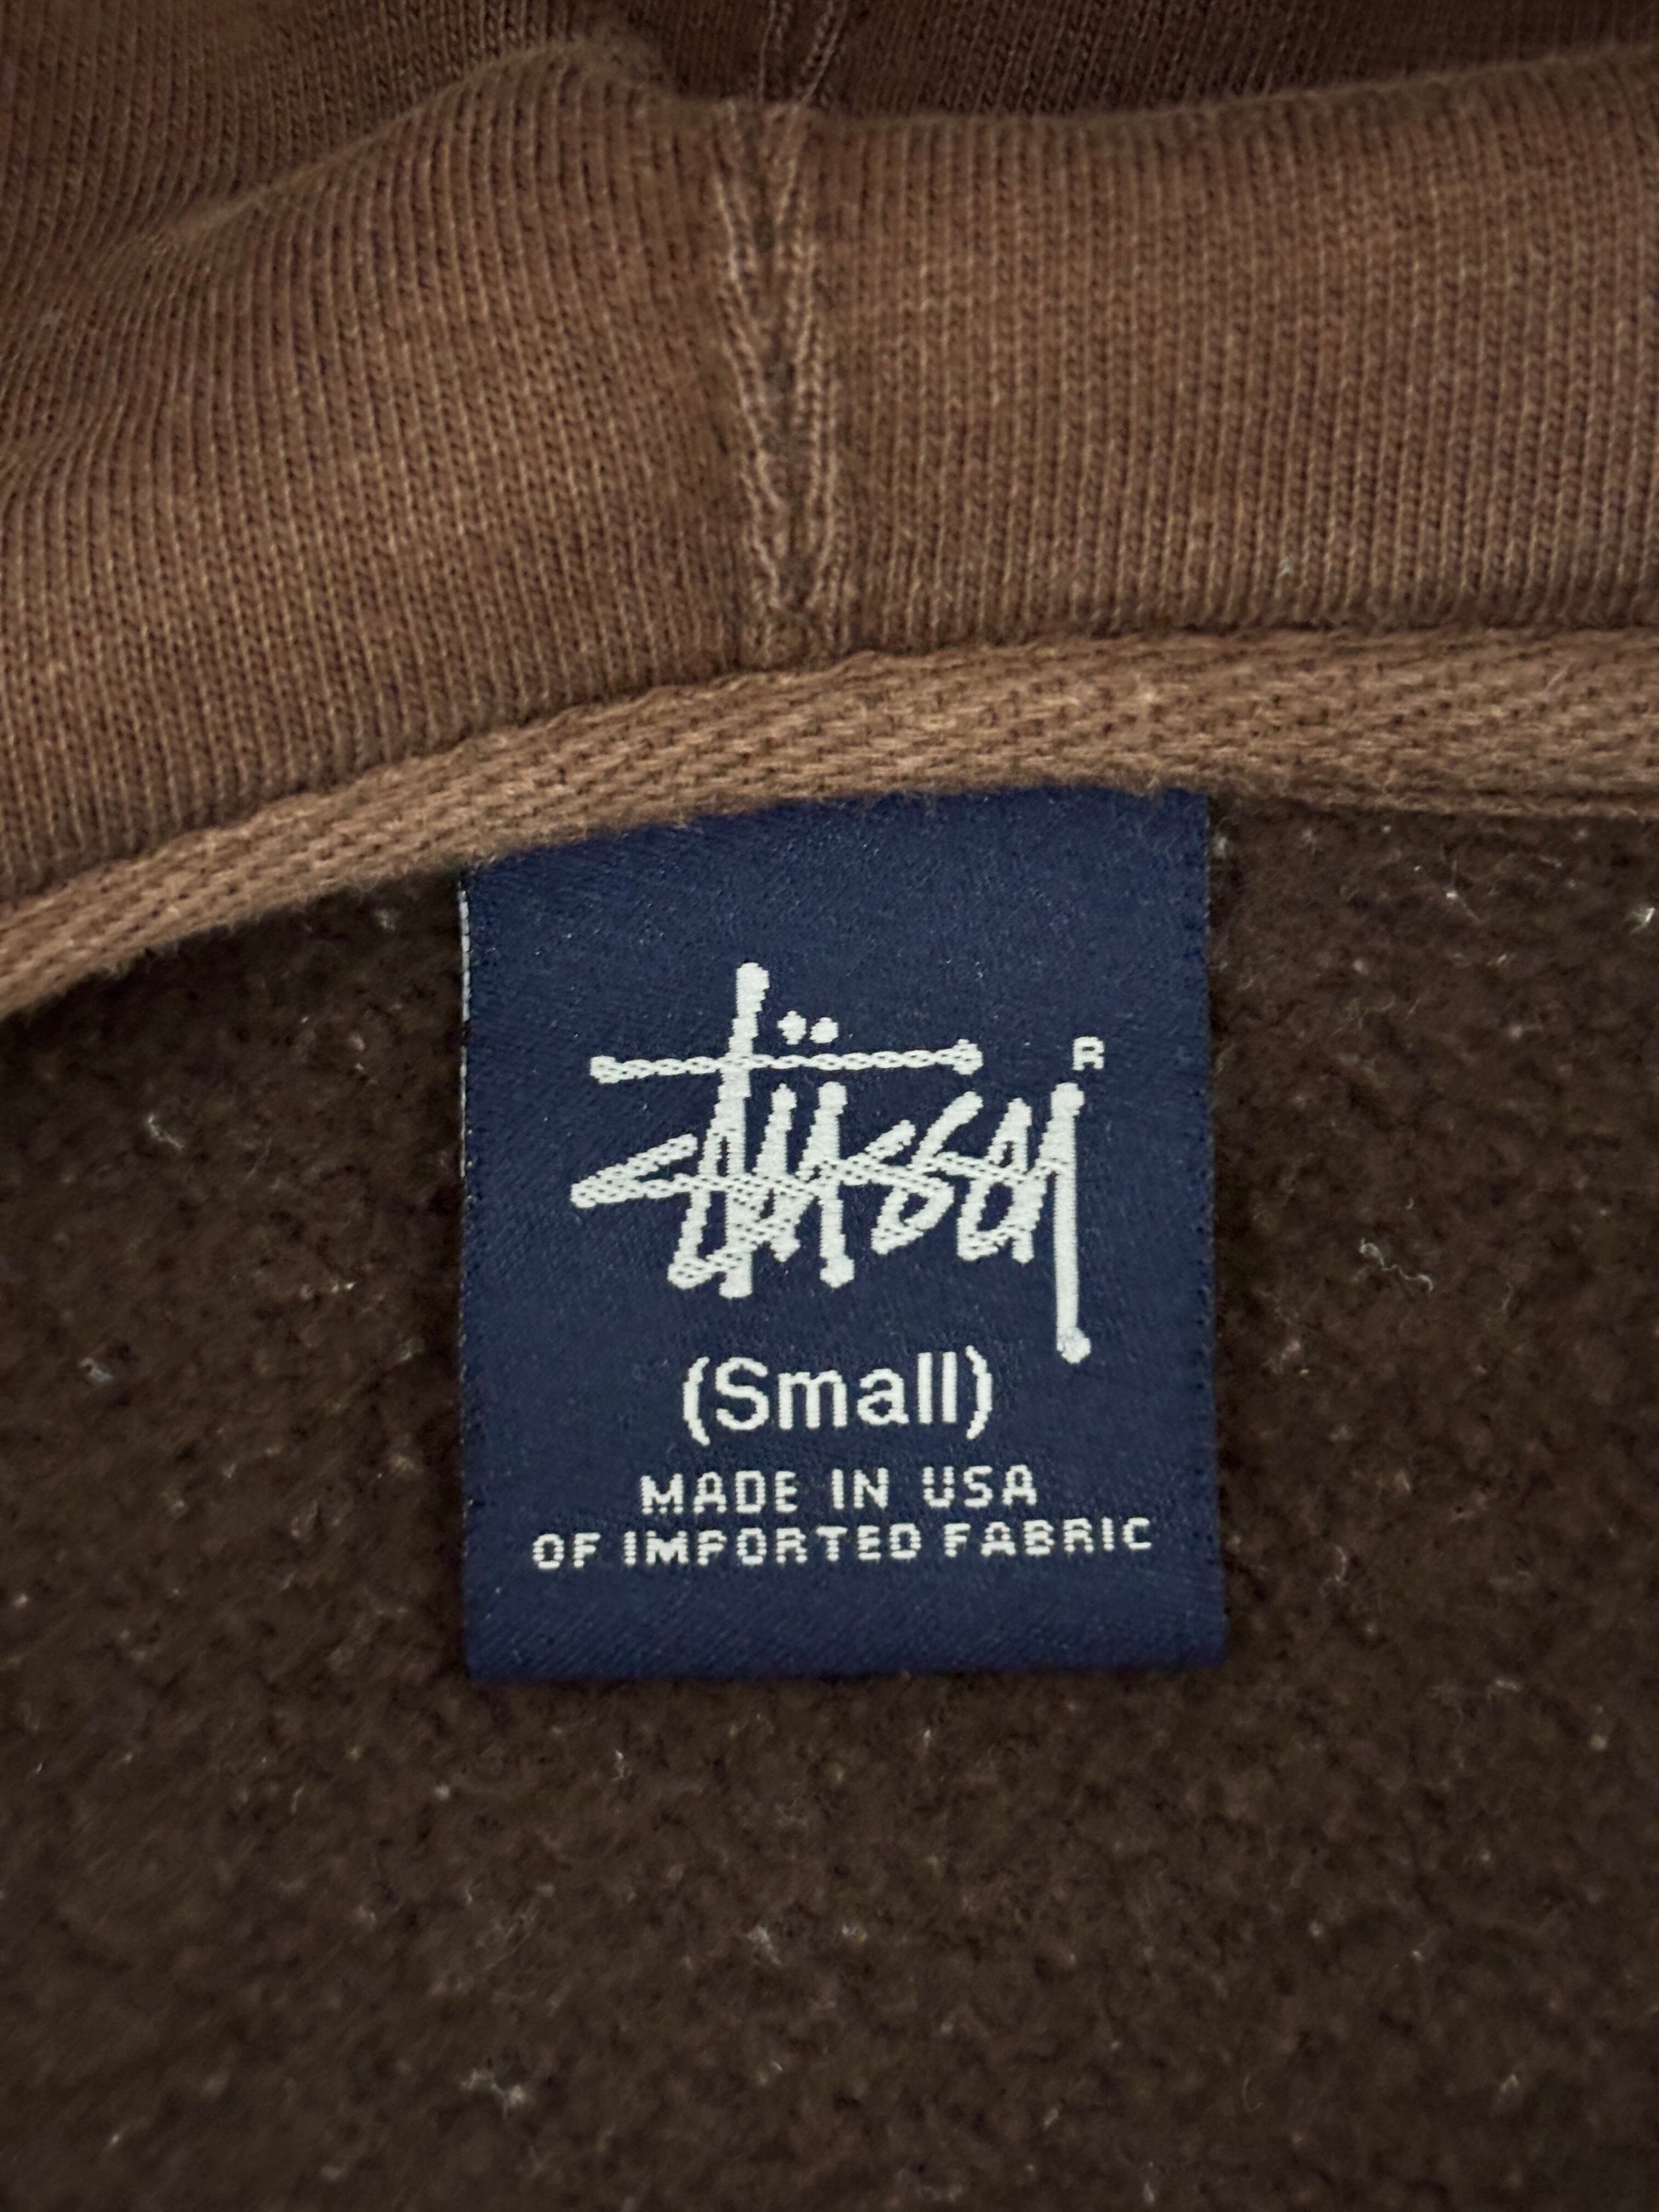 Stüssy
R
(Small)
MADE IN USA
OF IMPORTED FABRIC